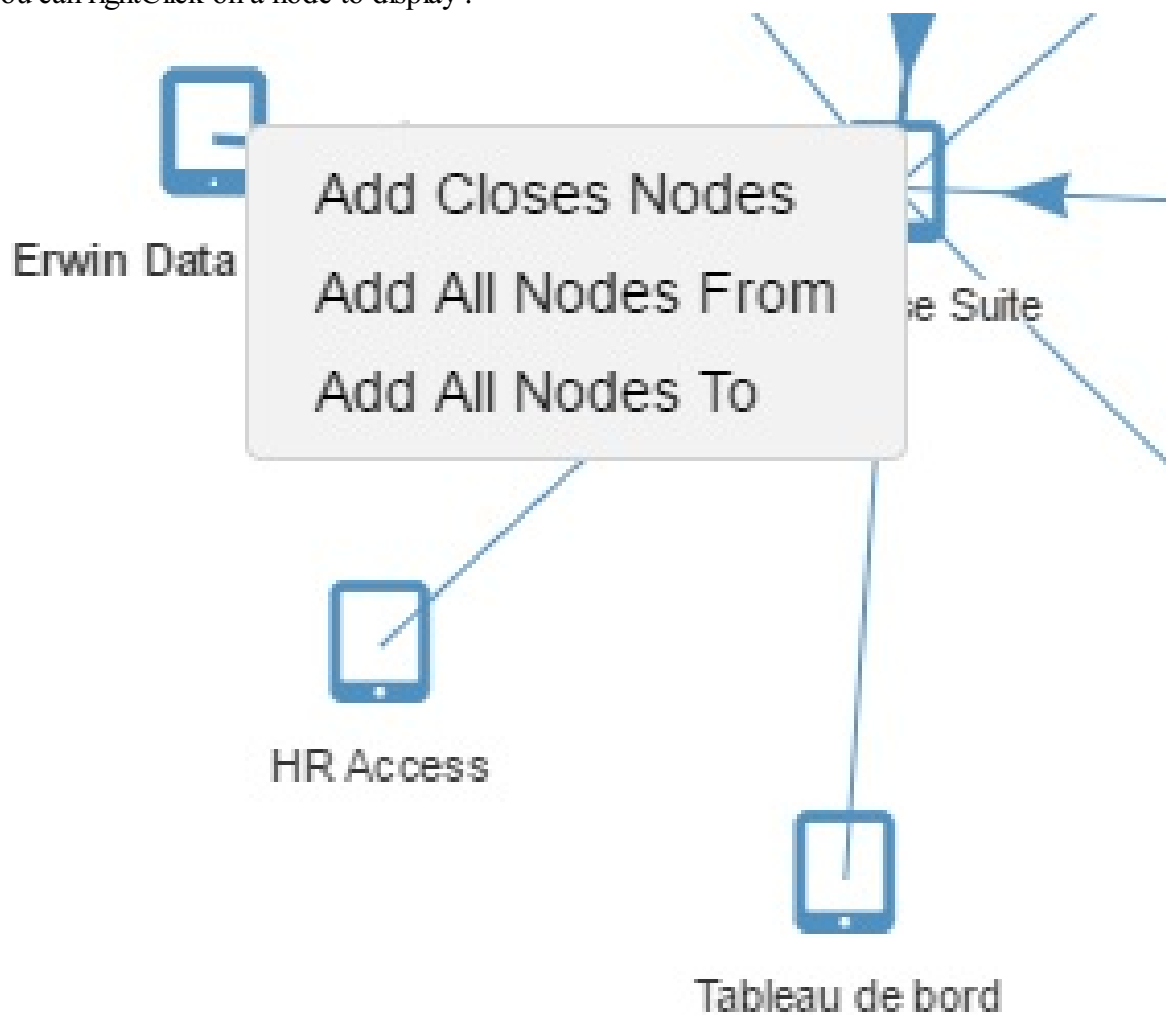 can rightClick on a node to display :
Add Closes Nodes
Erwin Data
Add All Nodes From
se Suite
Add All Nodes To
HR Access
Tableau de bord